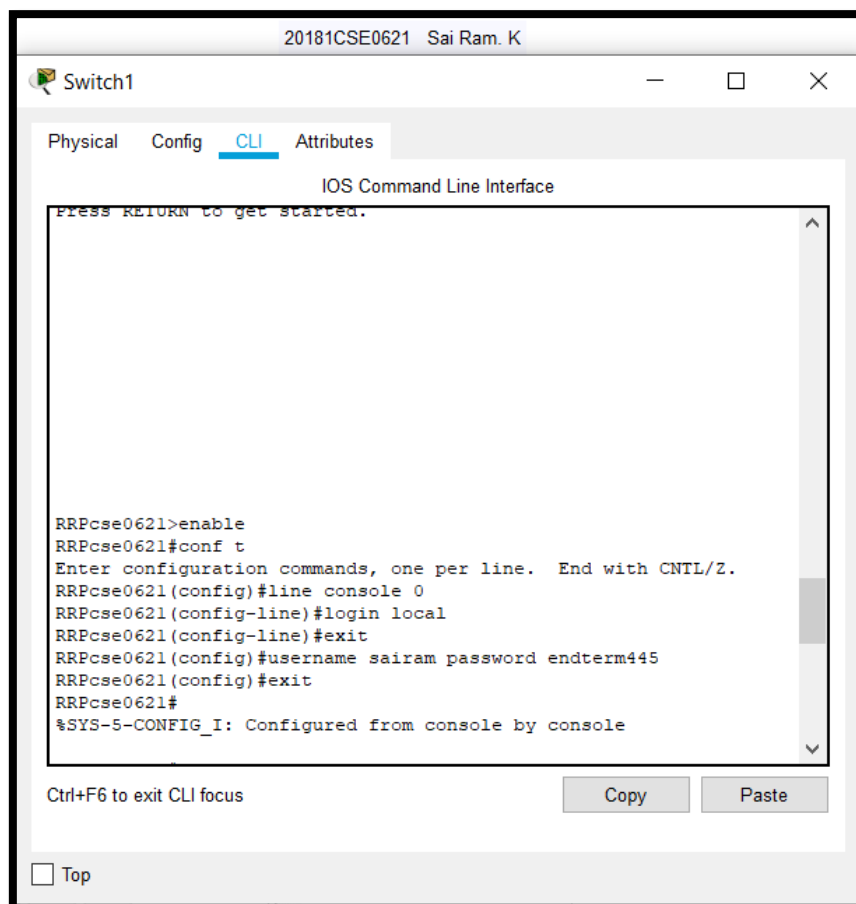 20181CSE0621 Sai Ram. K
Switch1
Physical Config CLI Attributes
IOS Command Line Interface
Press RETURN to get started.
RRPcse0621>enable
RRPcse0621#conf t
Enter configuration commands, one per line. End with CNTL/Z.
RRPcse0621(config)#line console 0
RRPcse0621(config-line)#login local
RRPcse0621(config-line)#exit
RRPcse0621(config)#username sairam password endterm445
RRPcse0621(config)#exit
RRPcse0621#
%SYS-5-CONFIG_I: Configured from console by console
Ctrl+F6 to exit CLI focus
Copy Paste
Top